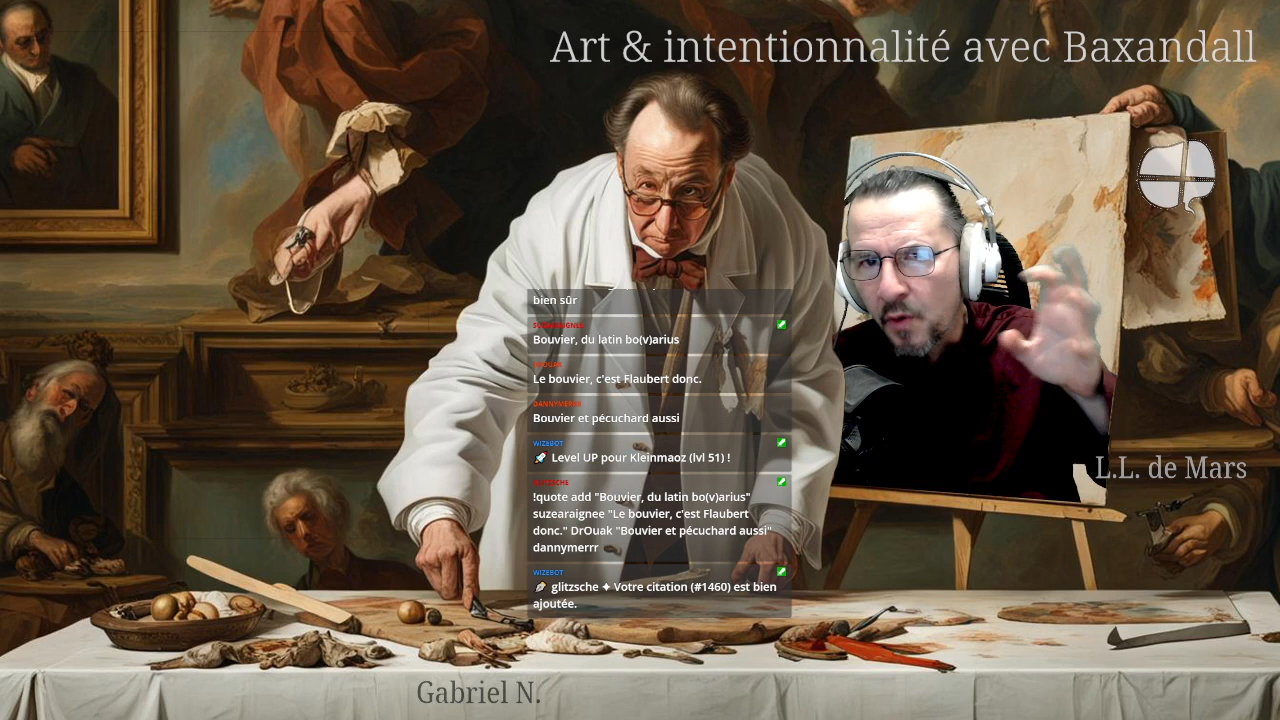 Art & intentionnalité avec Baxandall
bien sûr
Bouvier, du latin bo(v)arius
Le bouvier, c'est Flaubert donc.
Bouvier et pécuchard aussi
WIZEBOT
Level UP pour Kleinmaoz (lvl 51) !
!quote add "Bouvier, du latin bo(v)arius"
suzearaignee "Le bouvier, c'est Flaubert
donc." DrOuak "Bouvier et pécuchard aussi"
dannymerrr
WIZEBOT
glitzsche ✦ Votre citation (#1460) est bien
ajoutée.
L.L. de Mars
Gabriel N.